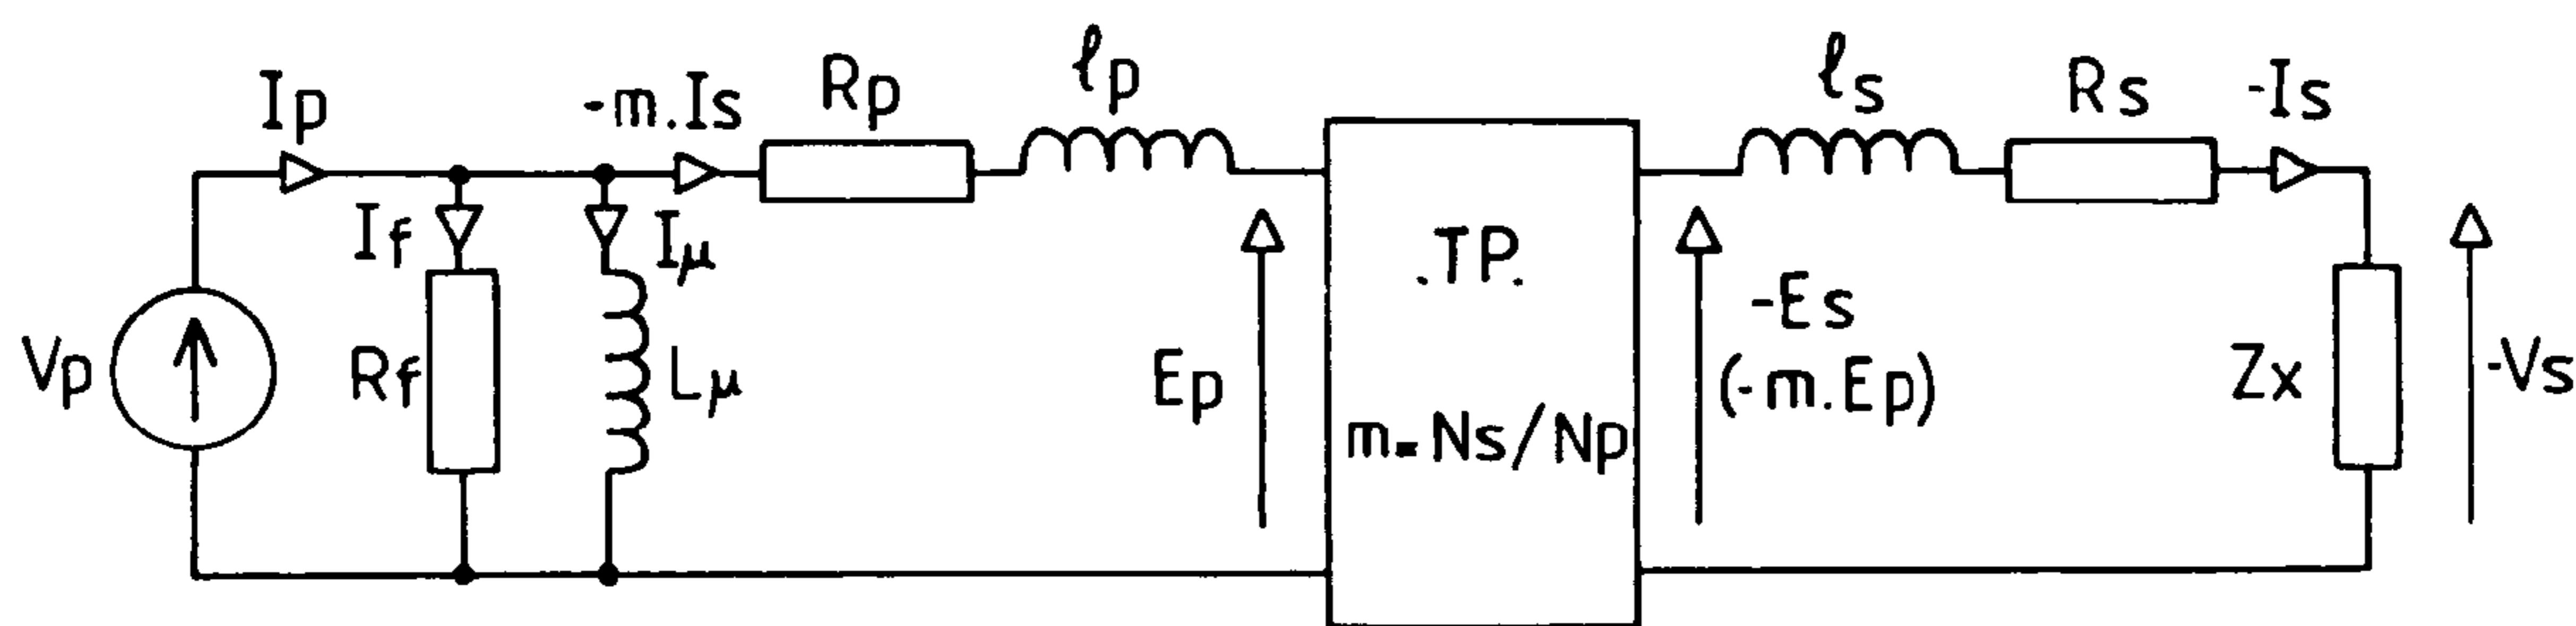 Ip
-m.Is
Rp
ℓp
ℓs
Rs
-Is
If
Iμ
.TP.
Vp
Rf
Lμ
Ep
-Es
(-m.Ep)
Zx
-Vs
m=Ns/Np